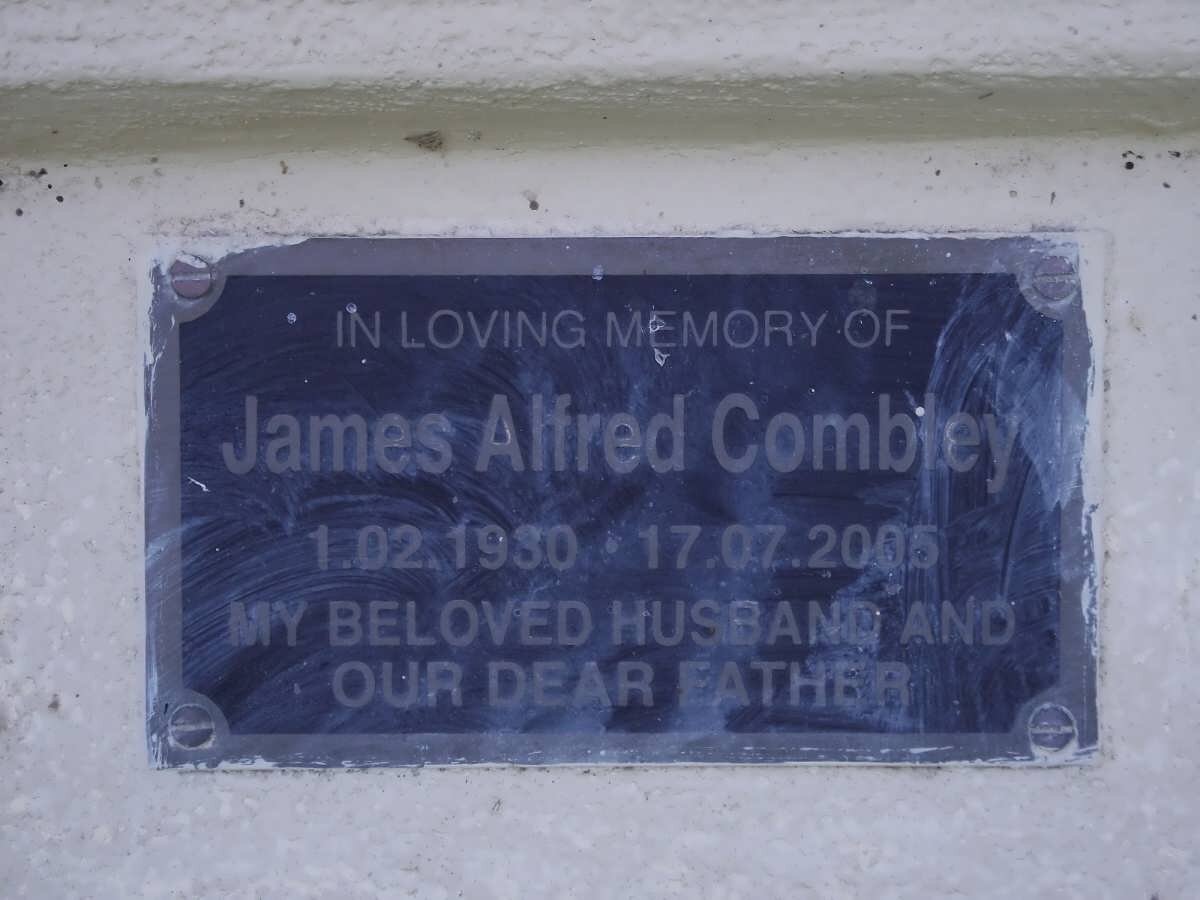 IN LOVING MEMORY OF
James Alfred Combley
1.02.1930 · 17.07.2005
MY BELOVED HUSBAND AND
OUR DEAR FATHER